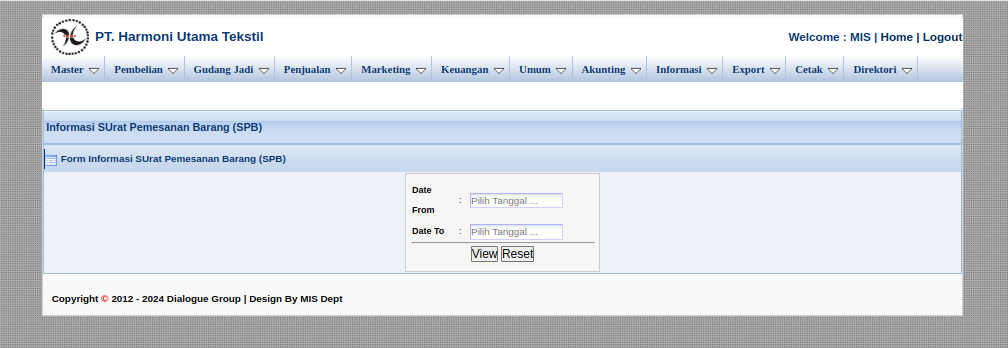 PT. Harmoni Utama Tekstil
Welcome : MIS | Home | Logout
Master Pembelian Gudang Jadi Penjualan Marketing Keuangan Umum Akunting Informasi Export Cetak Direktori
Informasi SUrat Pemesanan Barang (SPB)
Form Informasi SUrat Pemesanan Barang (SPB)
Date
From : Pilih Tanggal ...
Date To : Pilih Tanggal ...
View Reset
Copyright © 2012 - 2024 Dialogue Group | Design By MIS Dept